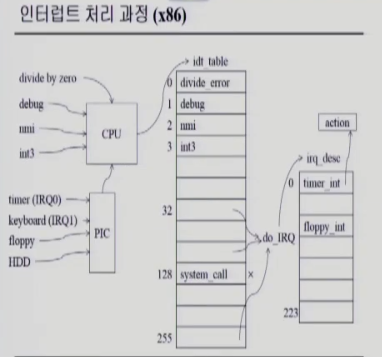 인터럽트 처리 과정 (x86)
idt_table
divide by zero
0 divide_error
debug
1 debug
action
nmi
CPU
2 nmi
int3
3 int3
irq_desc
0 timer_int
timer (IRQ0)
32
keyboard (IRQ1)
PIC
floppy_int
floppy
do_IRQ
HDD
128 system_call ×
223
255